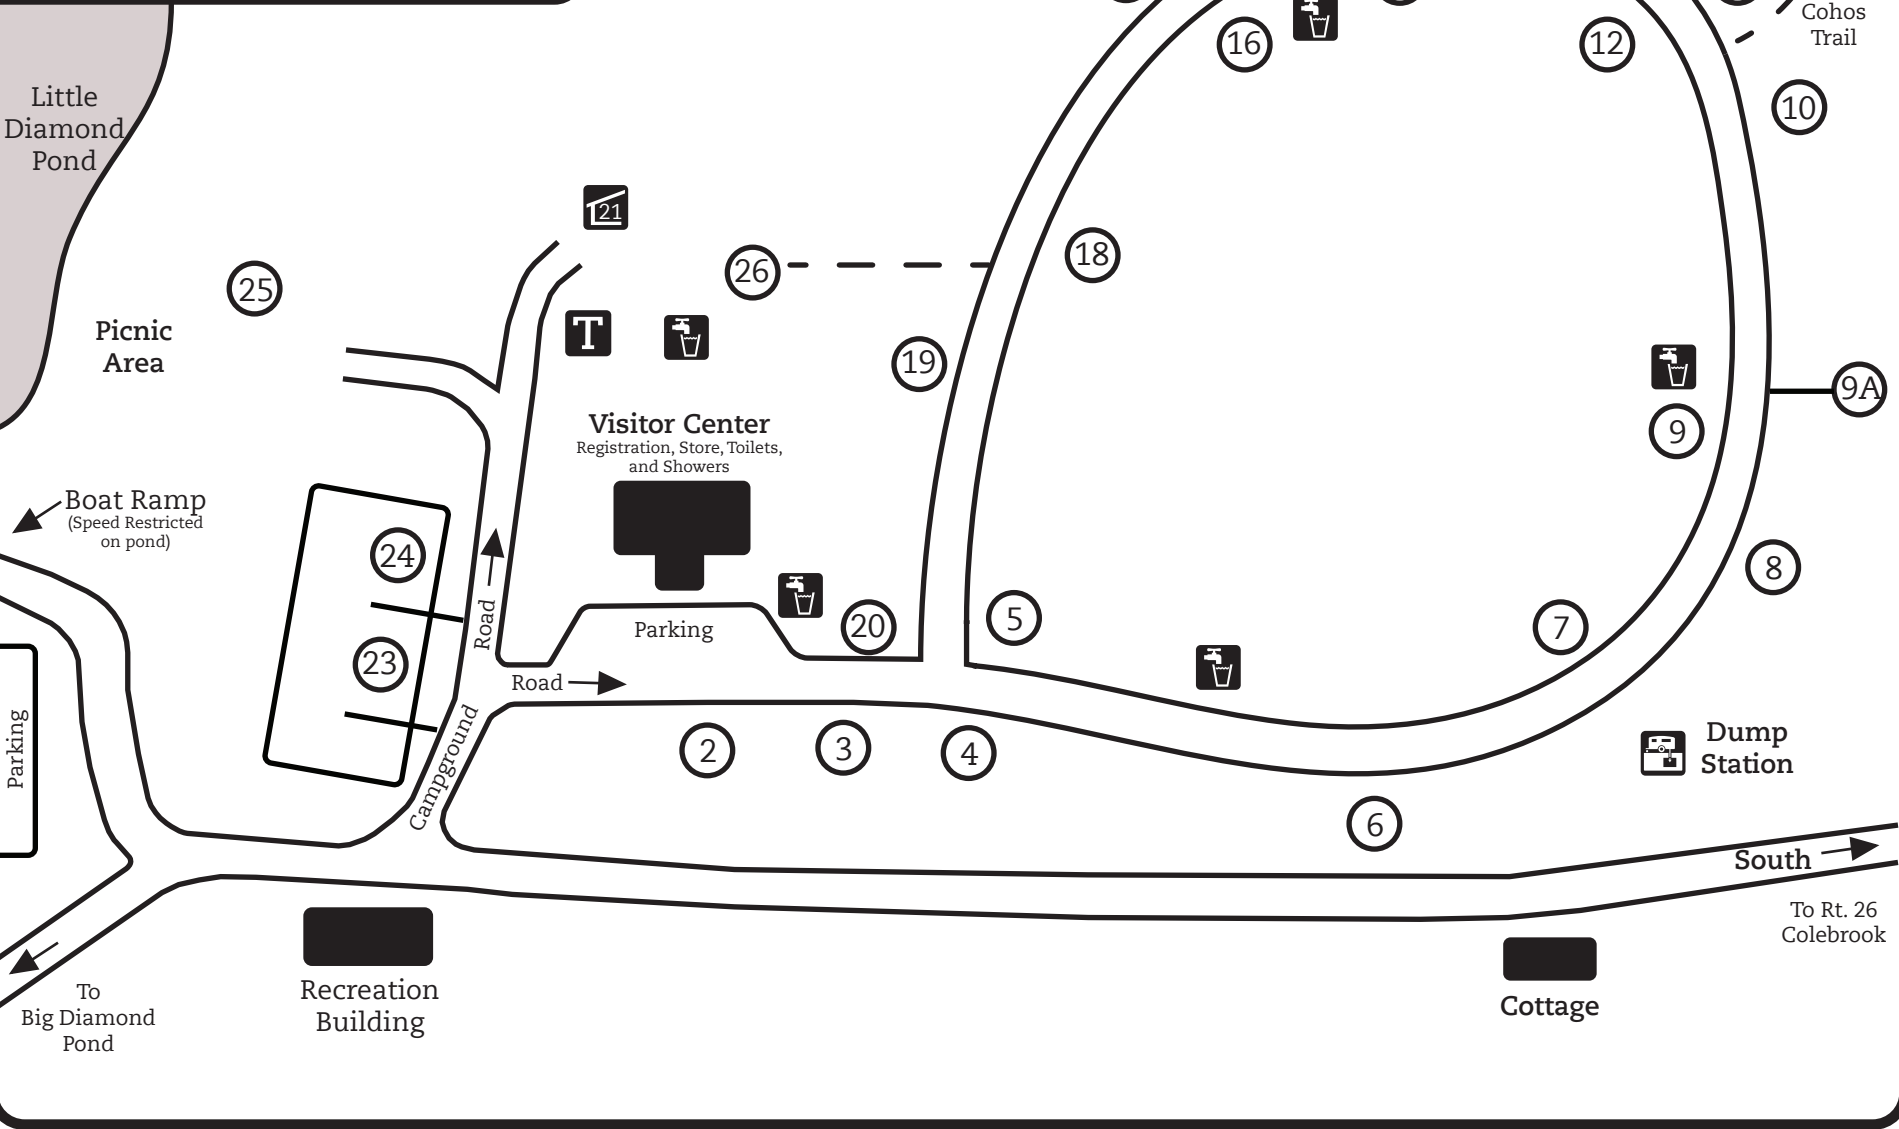 Cohos
Trail
16
12
10
Little
Diamond
Pond
21
25
26
18
Picnic
Area
T
19
9A
9
Visitor Center
Registration, Store, Toilets,
and Showers
Boat Ramp
(Speed Restricted
on pond)
24
8
20
5
7
Road
Parking
23
Road
Parking
Campground
2
3
4
Dump
Station
6
South
To Rt. 26
Colebrook
To
Big Diamond
Pond
Recreation
Building
Cottage